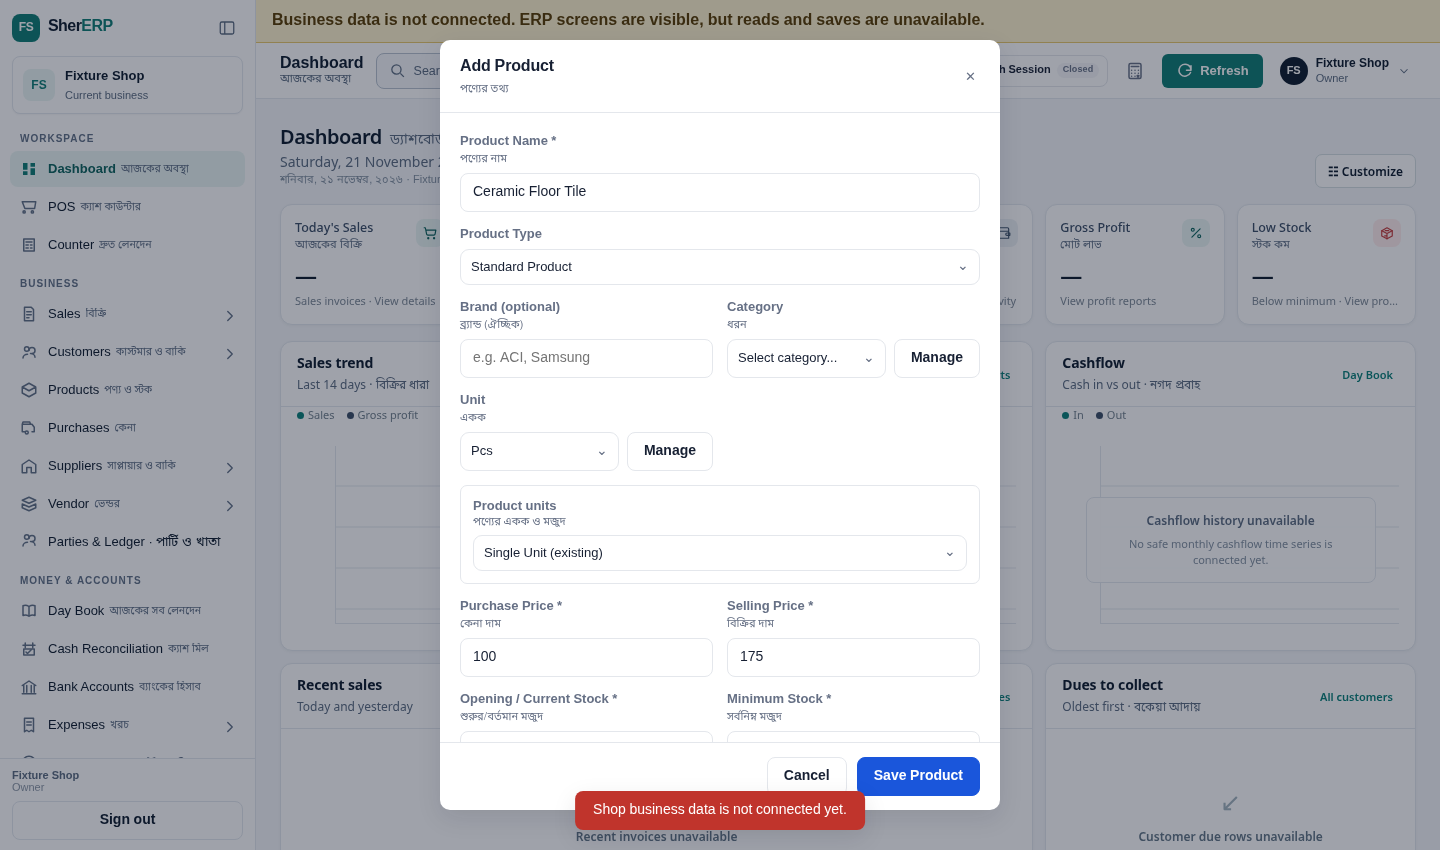 Business data is not connected. ERP screens are visible, but reads and saves are unavailable.
FS SherERP
FS
Fixture Shop
Current business
WORKSPACE
Dashboard আজকের অবস্থা
POS ক্যাশ কাউন্টার
Counter দ্রুত লেনদেন
BUSINESS
Sales বিক্রি
Customers কাস্টমার ও বাকি
Products পণ্য ও স্টক
Purchases কেনা
Suppliers সাপ্লায়ার ও বাকি
Vendor ভেন্ডর
Parties & Ledger · পার্টি ও খাতা
MONEY & ACCOUNTS
Day Book আজকের সব লেনদেন
Cash Reconciliation ক্যাশ মিল
Bank Accounts ব্যাংকের হিসাব
Expenses খরচ
Fixture Shop
Owner
Sign out
Dashboard
আজকের অবস্থা
Session
Closed
Refresh
FS
Fixture Shop
Owner
Dashboard
Saturday, 21 November
শনিবার, ২১ নভেম্বর, ২০২৬ ·
Customize
Today's Sales
আজকের বিক্রি
—
Sales invoices · View details
Gross Profit
মোট লাভ
—
View profit reports
Low Stock
স্টক কম
—
Below minimum · View pro...
Sales trend
Last 14 days · বিক্রির ধারা
Sales
Gross profit
Cashflow
Cash in vs out · নগদ প্রবাহ
Day Book
In
Out
Cashflow history unavailable
No safe monthly cashflow time series is
connected yet.
Recent sales
Today and yesterday
Recent invoices unavailable
Dues to collect
Oldest first · বকেয়া আদায়
All customers
Customer due rows unavailable
Add Product
পণ্যের তথ্য
×
Product Name *
পণ্যের নাম
Ceramic Floor Tile
Product Type
Standard Product
Brand (optional)
ব্র্যান্ড (ঐচ্ছিক)
e.g. ACI, Samsung
Category
ধরন
Select category...
Manage
Unit
একক
Pcs
Manage
Product units
পণ্যের একক ও মজুদ
Single Unit (existing)
Purchase Price *
কেনা দাম
100
Selling Price *
বিক্রির দাম
175
Opening / Current Stock *
শুরুর/বর্তমান মজুদ
Minimum Stock *
সর্বনিম্ন মজুদ
Cancel
Save Product
Shop business data is not connected yet.